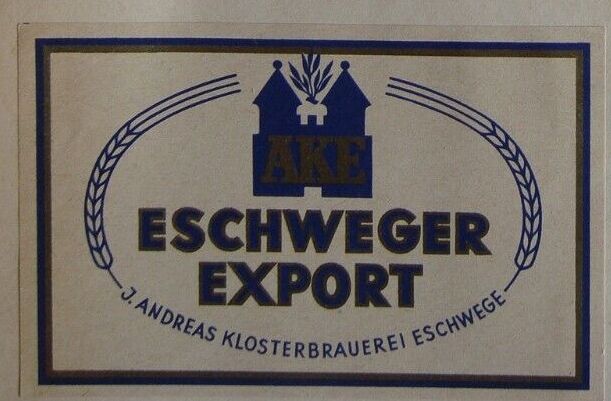 AKE
ESCHWEGER
EXPORT
J. ANDREAS KLOSTERBRAUEREI ESCHWEGE